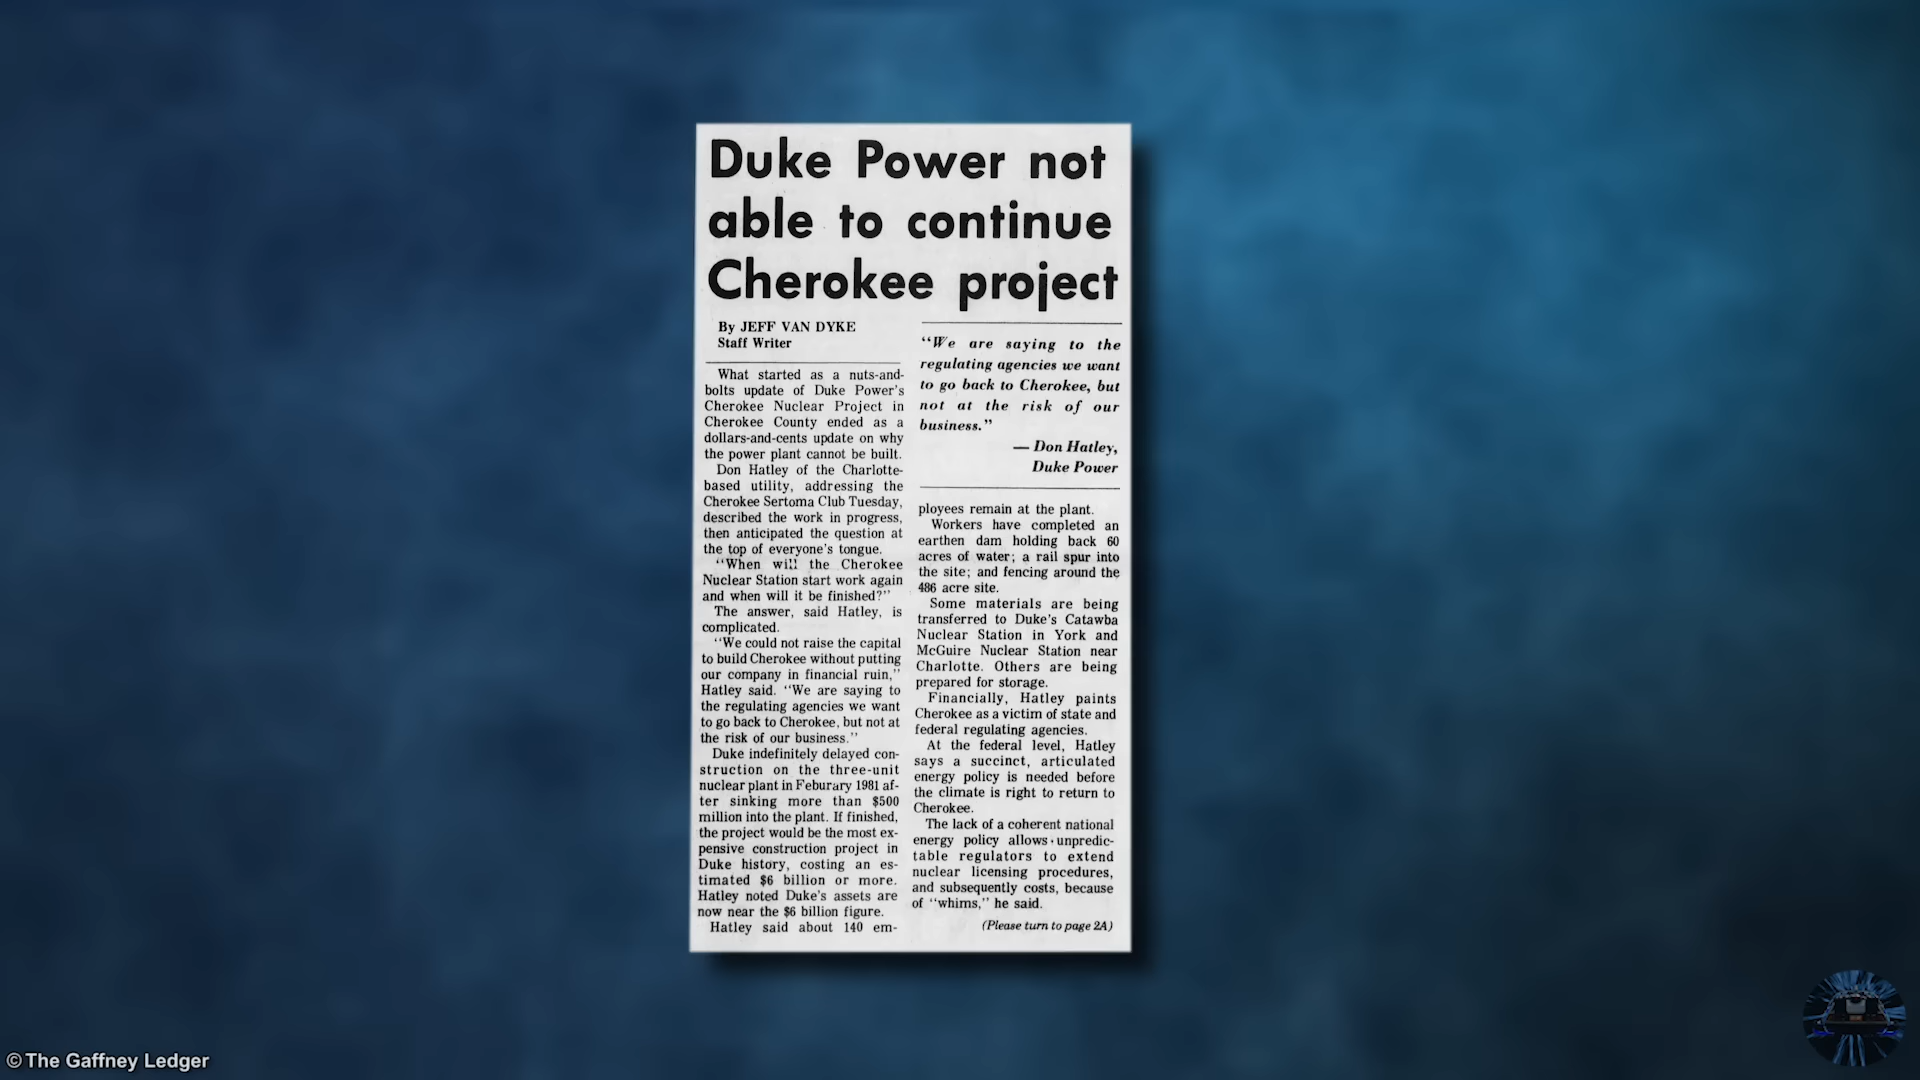 Duke Power not
able to continue
Cherokee project
By JEFF VAN DYKE
Staff Writer
What started as a nuts-and-
bolts update of Duke Power's
Cherokee Nuclear Project in
Cherokee County ended as a
dollars-and-cents update on why
the power plant cannot be built.
Don Hatley of the Charlotte-
based utility, addressing the
Cherokee Sertoma Club Tuesday,
described the work in progress,
then anticipated the question at
the top of everyone's tongue.
"When will the Cherokee
Nuclear Station start work again
and when will it be finished?"
The answer, said Hatley, is
complicated.
"We could not raise the capital
to build Cherokee without putting
our company in financial ruin,"
Hatley said. "We are saying to
the regulating agencies we want
to go back to Cherokee, but not at
the risk of our business."
Duke indefinitely delayed con-
struction on the three-unit
nuclear plant in Feburary 1981 af-
ter sinking more than $500
million into the plant. If finished,
the project would be the most ex-
pensive construction project in
Duke history, costing an es-
timated $6 billion or more.
Hatley noted Duke's assets are
now near the $6 billion figure.
Hatley said about 140 em-
"We are saying to the
regulating agencies we want
to go back to Cherokee, but
not at the risk of our
business."
— Don Hatley,
Duke Power
ployees remain at the plant.
Workers have completed an
earthen dam holding back 60
acres of water; a rail spur into
the site; and fencing around the
486 acre site.
Some materials are being
transferred to Duke's Catawba
Nuclear Station in York and
McGuire Nuclear Station near
Charlotte. Others are being
prepared for storage.
Financially, Hatley paints
Cherokee as a victim of state and
federal regulating agencies.
At the federal level, Hatley
says a succinct, articulated
energy policy is needed before
the climate is right to return to
Cherokee.
The lack of a coherent national
energy policy allows unpredic-
table regulators to extend
nuclear licensing procedures,
and subsequently costs, because
of "whims," he said.
(Please turn to page 2A)
© The Gaffney Ledger